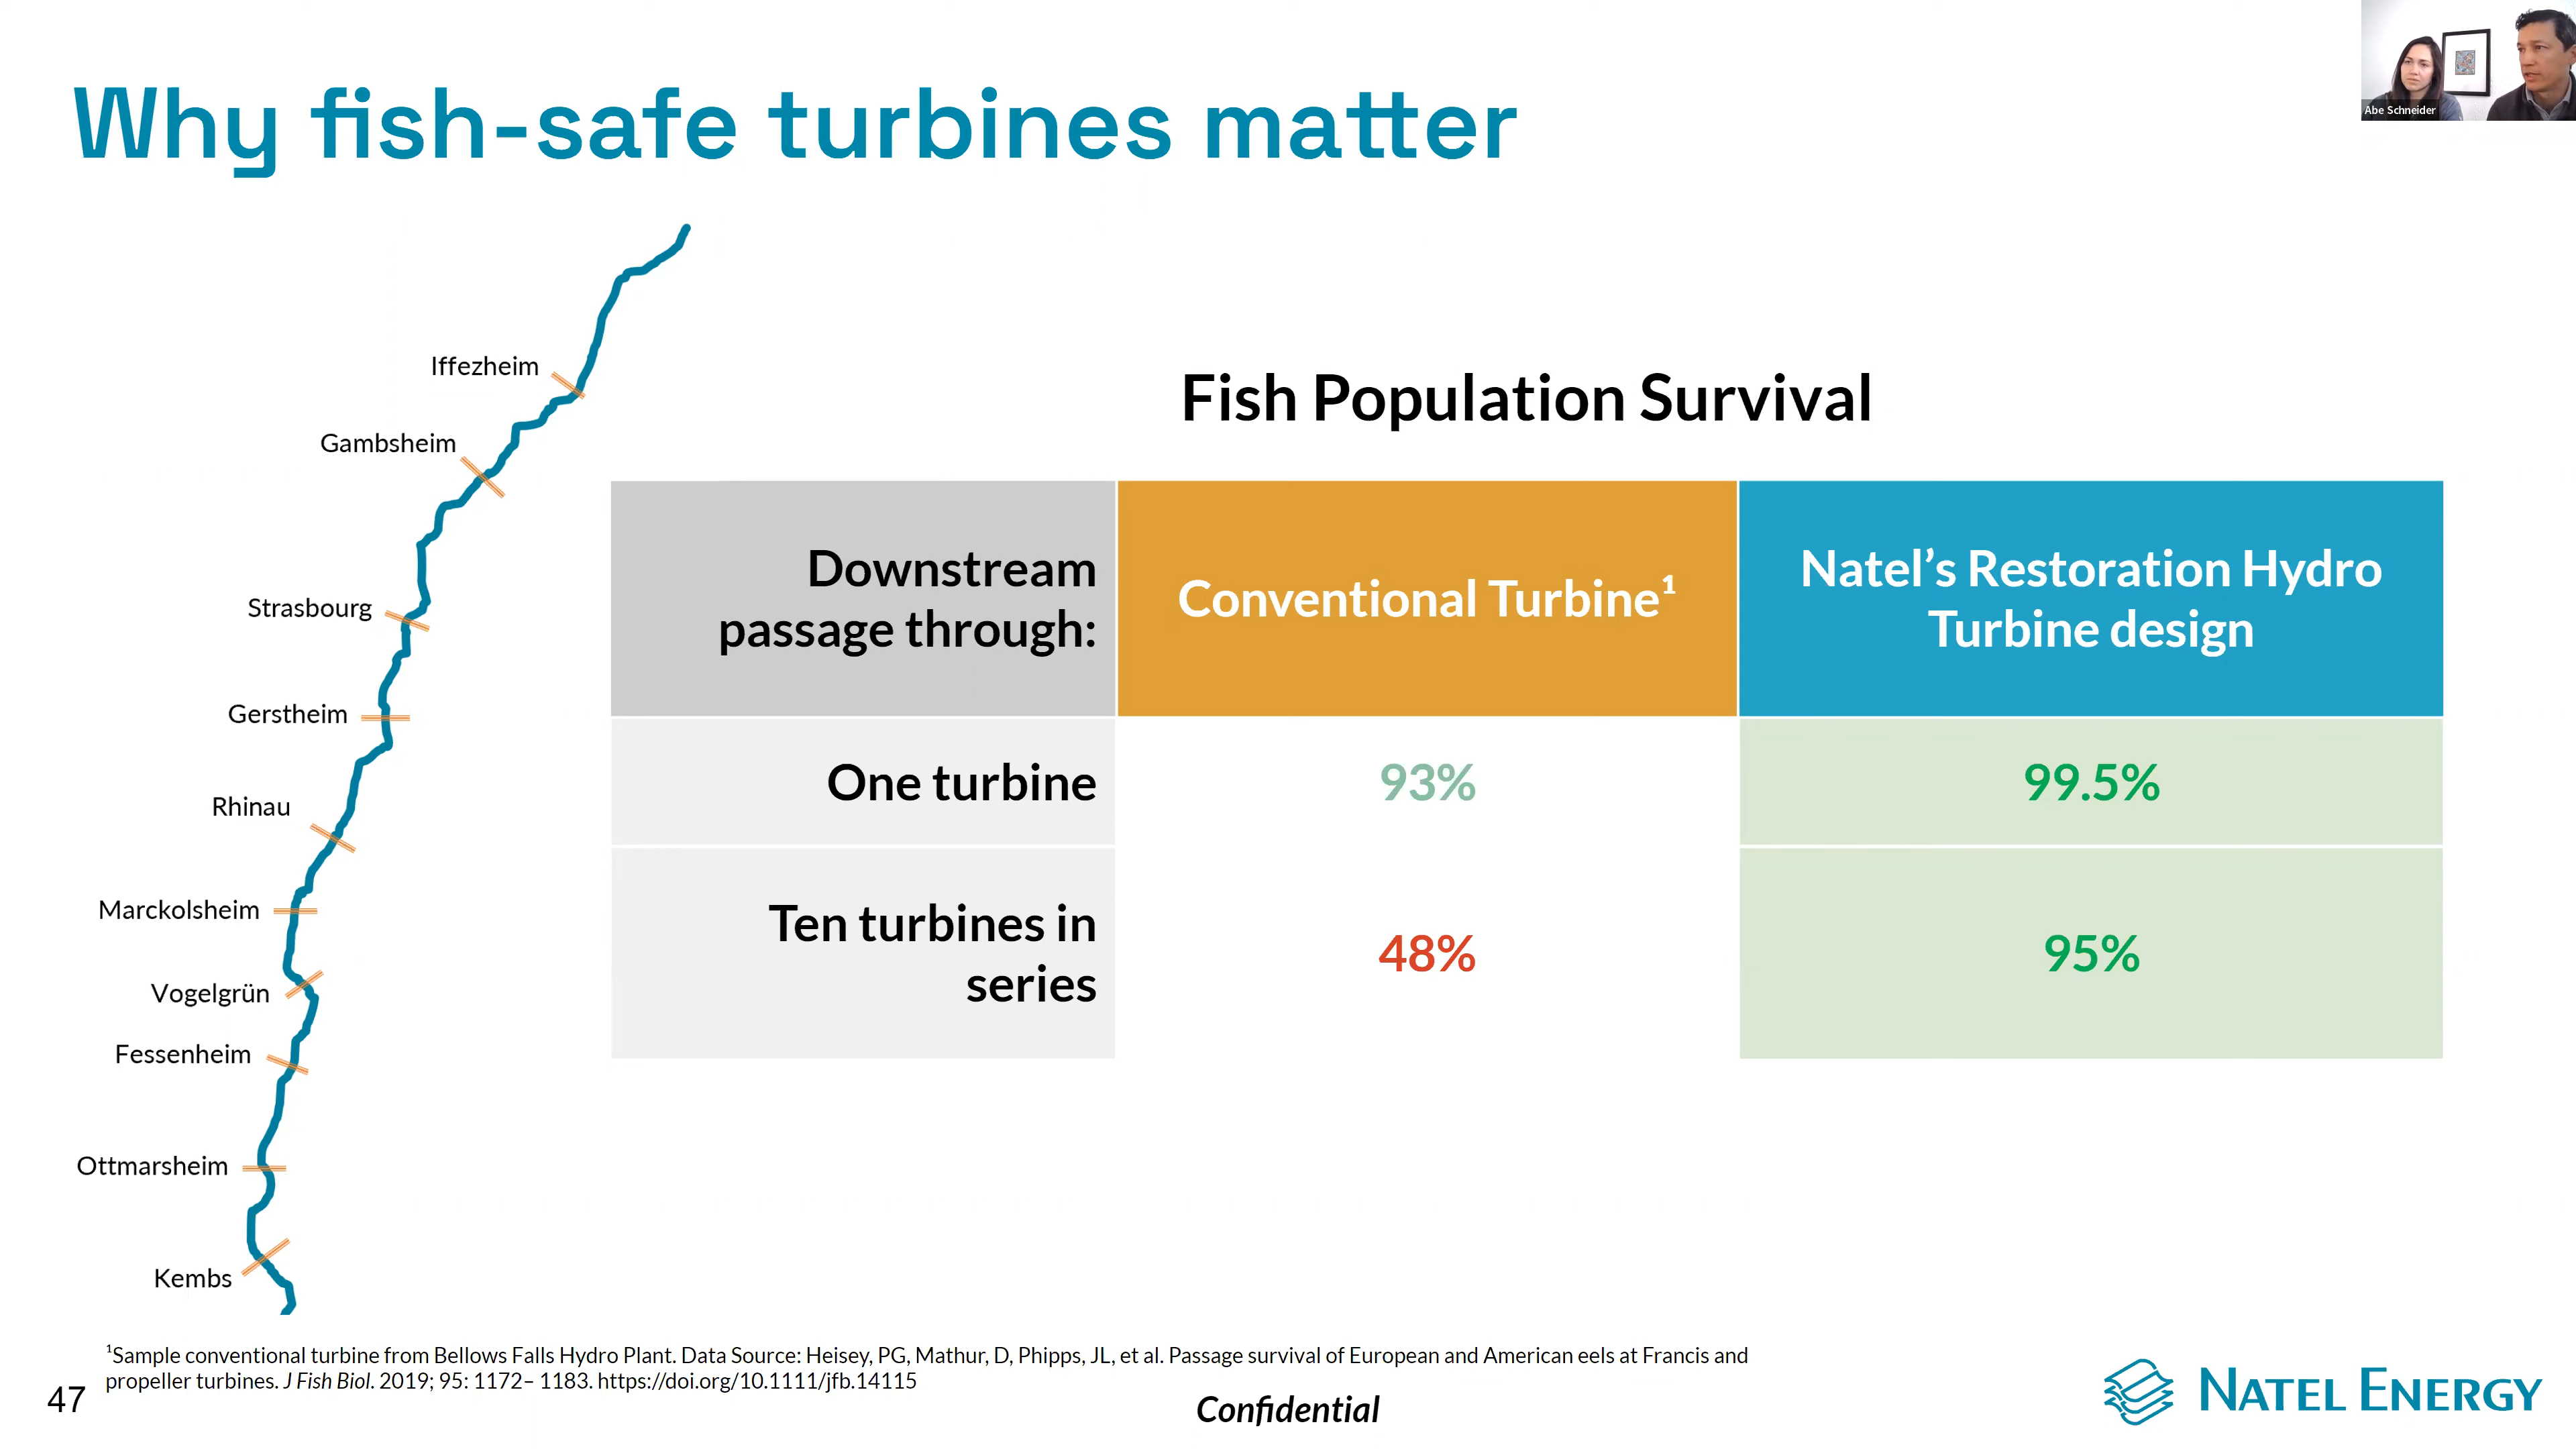 Why fish-safe turbines matter
Abe Schneider
Iffezheim
Gambsheim
Strasbourg
Gerstheim
Rhinau
Marckolsheim
Vogelgrün
Fessenheim
Ottmarsheim
Kembs
Fish Population Survival
Downstream
passage through:
Conventional Turbine¹
Natel’s Restoration Hydro
Turbine design
One turbine
93%
99.5%
Ten turbines in
series
48%
95%
¹Sample conventional turbine from Bellows Falls Hydro Plant. Data Source: Heisey, PG, Mathur, D, Phipps, JL, et al. Passage survival of European and American eels at Francis and
propeller turbines. J Fish Biol. 2019; 95: 1172– 1183. https://doi.org/10.1111/jfb.14115
47
Confidential
NATEL ENERGY